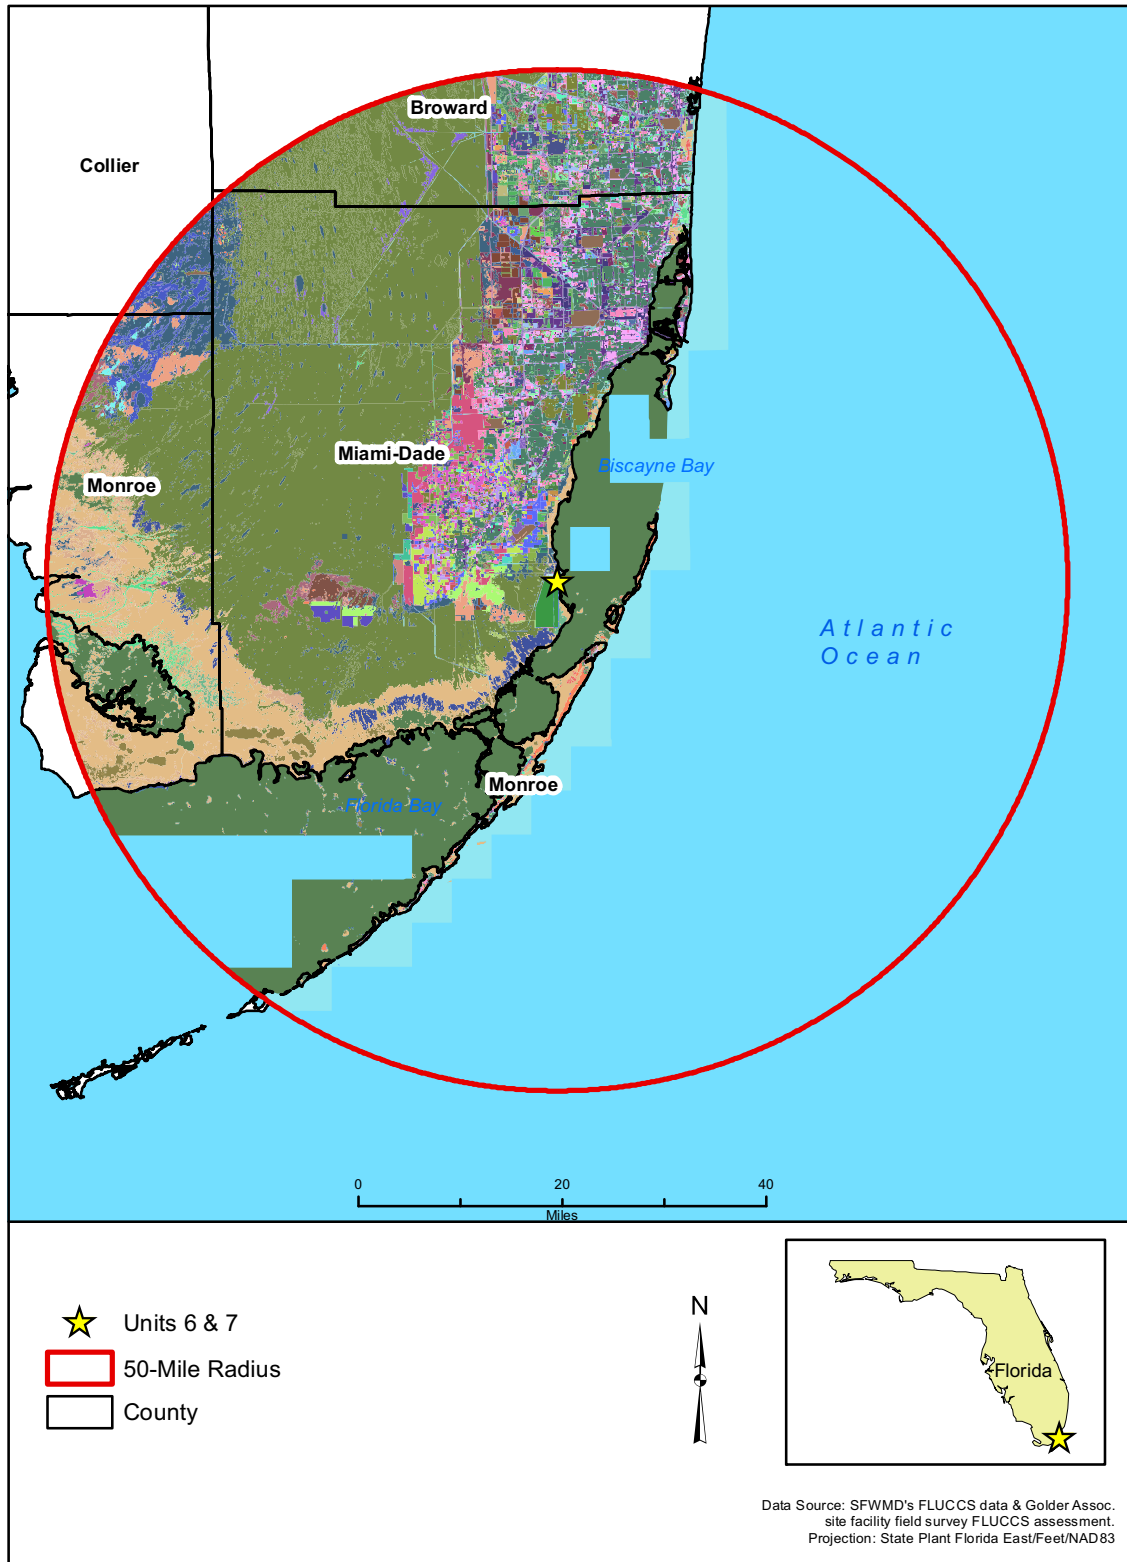 Broward
Collier
Miami-Dade
Biscayne Bay
Monroe
Atlantic
Ocean
Monroe
Florida Bay
0 20 40
Miles
Units 6 & 7
50-Mile Radius
County
N
Florida
Data Source: SFWMD's FLUCCS data & Golder Assoc.
site facility field survey FLUCCS assessment.
Projection: State Plant Florida East/Feet/NAD83